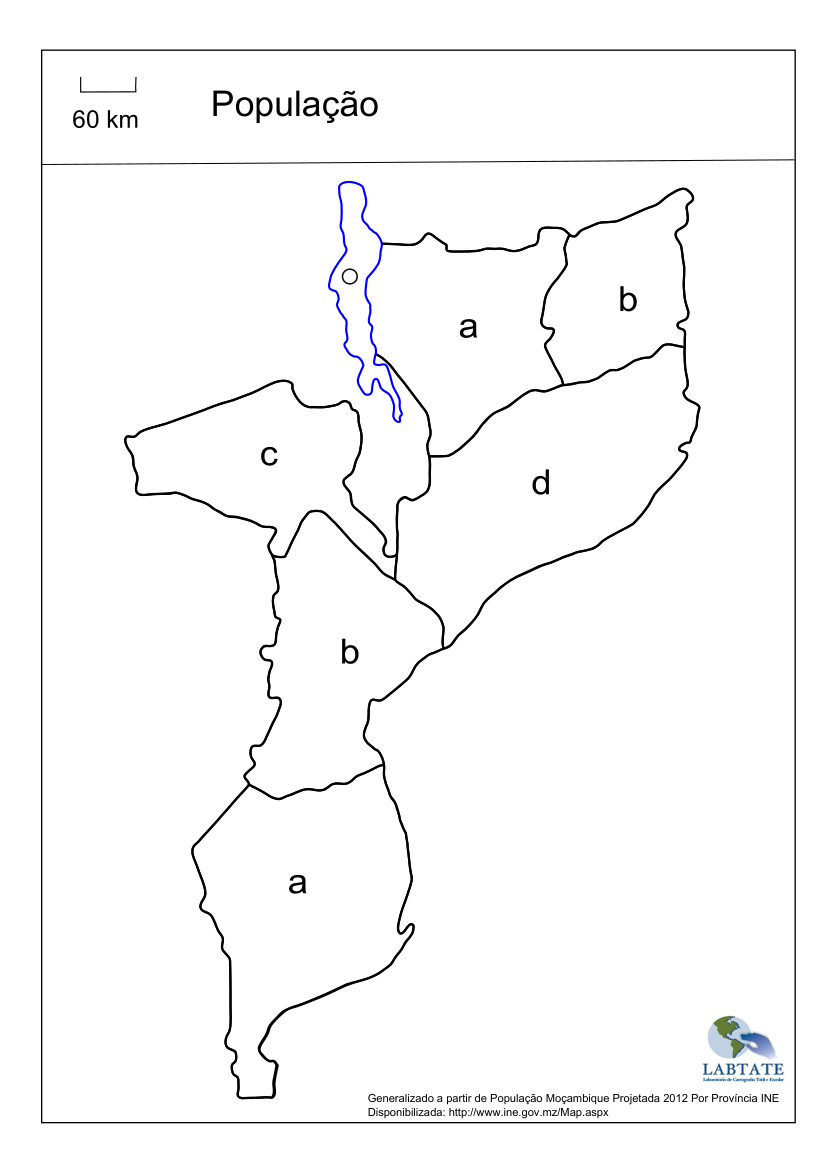 60 km
População
a
b
c
d
b
a
LABTATE
Laboratório de Cartografia Tátil e Escolar
Generalizado a partir de População Moçambique Projetada 2012 Por Província INE
Disponibilizada: http://www.ine.gov.mz/Map.aspx